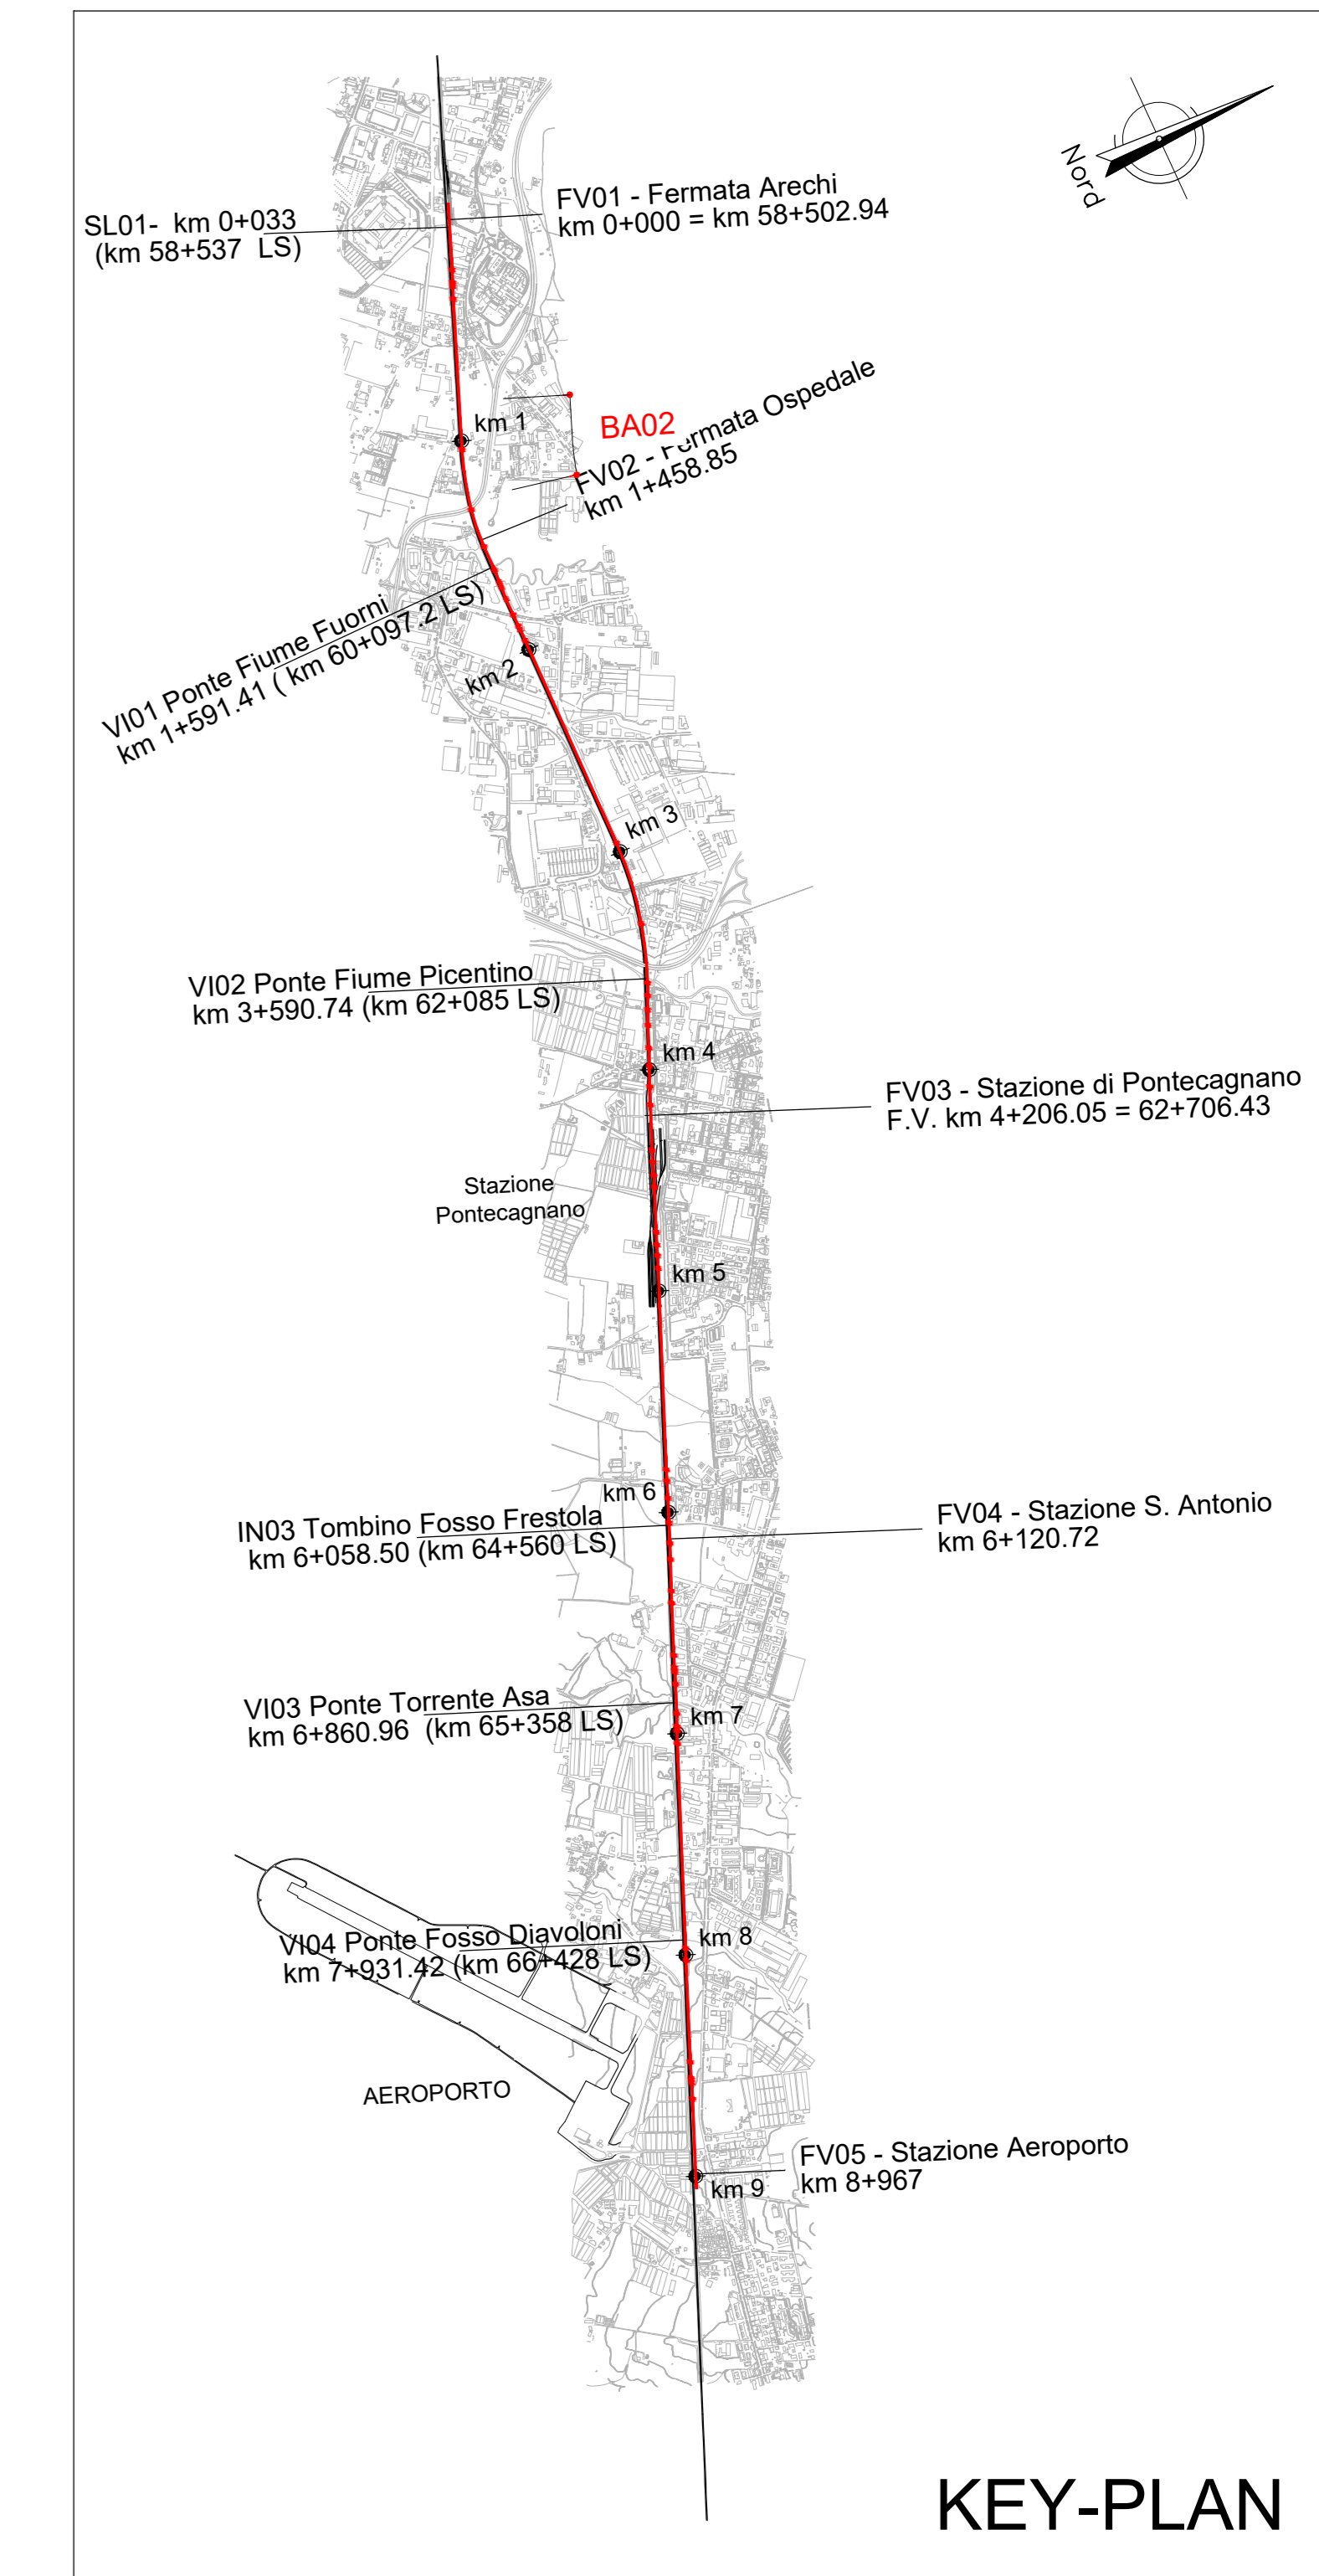 Nord
FV01 - Fermata Arechi
km 0+000 = km 58+502.94
SL01- km 0+033
(km 58+537 LS)
km 1
BA02
FV02 - Fermata Ospedale
km 1+458.85
VI01 Ponte Fiume Fuorni
km 1+591.41 ( km 60+097.2 LS)
km 2
km 3
VI02 Ponte Fiume Picentino
km 3+590.74 (km 62+085 LS)
km 4
FV03 - Stazione di Pontecagnano
F.V. km 4+206.05 = 62+706.43
Stazione
Pontecagnano
km 5
km 6
IN03 Tombino Fosso Frestola
km 6+058.50 (km 64+560 LS)
FV04 - Stazione S. Antonio
km 6+120.72
VI03 Ponte Torrente Asa
km 6+860.96 (km 65+358 LS)
km 7
VI04 Ponte Fosso Diavoloni
km 7+931.42 (km 66+428 LS)
km 8
AEROPORTO
FV05 - Stazione Aeroporto
km 8+967
km 9
KEY-PLAN